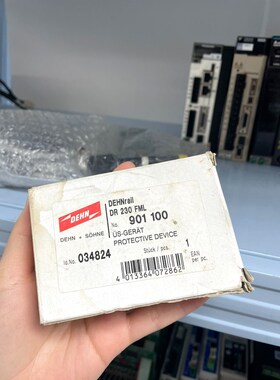 DEHNrail
DR 230 FML
No. 901 100
DEHN
DEHN + SÖHNE
ÜS-GERÄT
PROTECTIVE DEVICE
Id.No. 034824
Stück / pcs. 1
EAN
per pc.
4 013364 072862